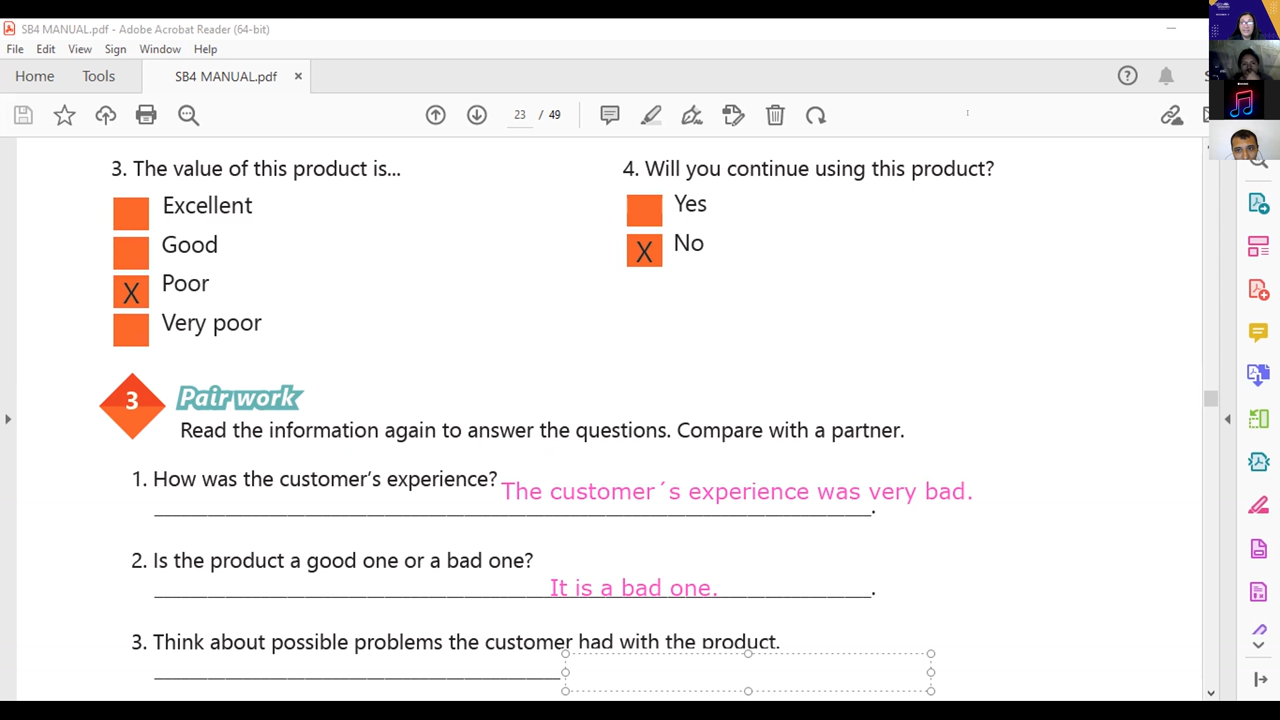 SB4 MANUAL.pdf - Adobe Acrobat Reader (64-bit)
File Edit View Sign Window Help
Home Tools SB4 MANUAL.pdf ×
23 / 49
3. The value of this product is...
Excellent
Good
X Poor
Very poor
4. Will you continue using this product?
Yes
X No
3 Pair work
Read the information again to answer the questions. Compare with a partner.
1. How was the customer's experience?
The customer´s experience was very bad.
2. Is the product a good one or a bad one?
It is a bad one.
3. Think about possible problems the customer had with the product.